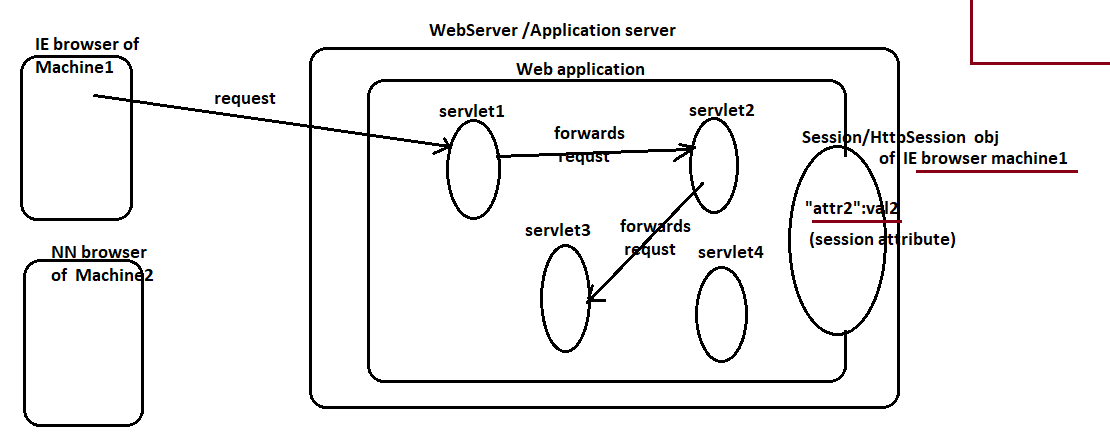 WebServer /Application server
IE browser of
Machine1
Web application
request
servlet1
servlet2
forwards
requst
Session/HttpSession obj
of IE browser machine1
"attr2":val2
(session attribute)
servlet3
forwards
requst
servlet4
NN browser
of Machine2